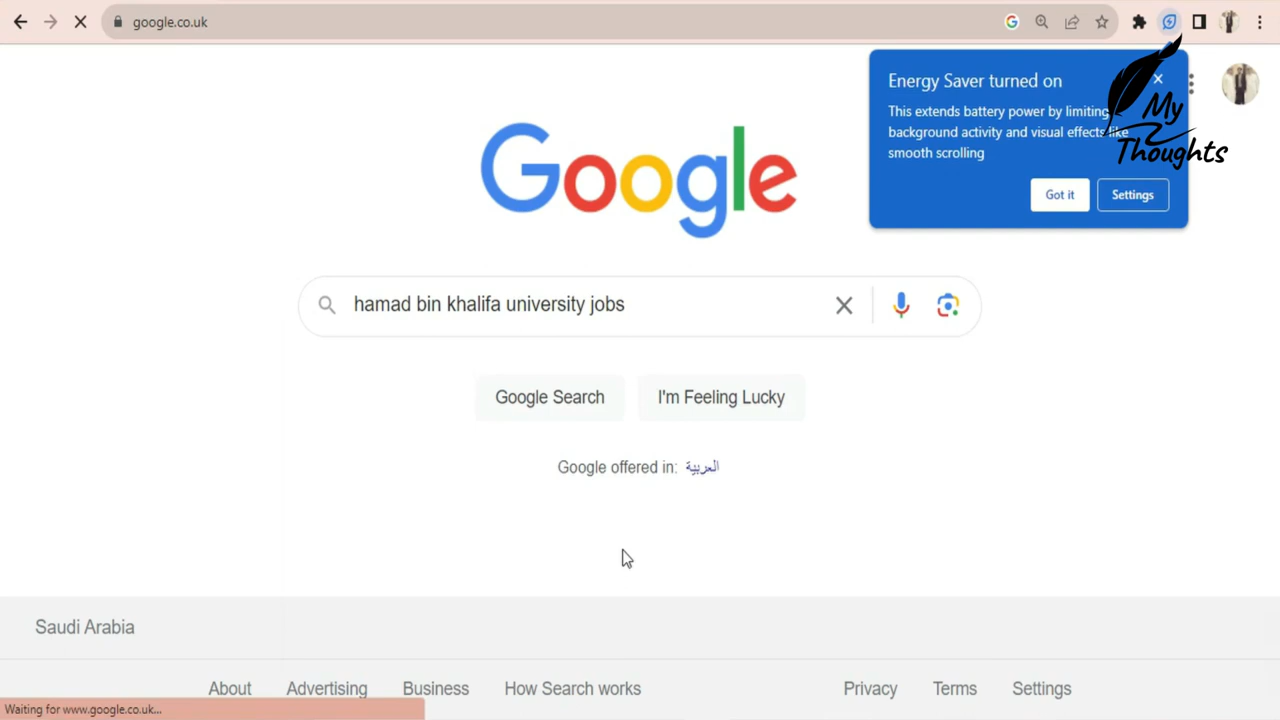 google.co.uk
Energy Saver turned on
This extends battery power by limiting
background activity and visual effects like
smooth scrolling
Got it
Settings
My
Thoughts
Google
hamad bin khalifa university jobs
Google Search
I'm Feeling Lucky
Google offered in: العربية
Saudi Arabia
About
Advertising
Business
How Search works
Privacy
Terms
Settings
Waiting for www.google.co.uk...